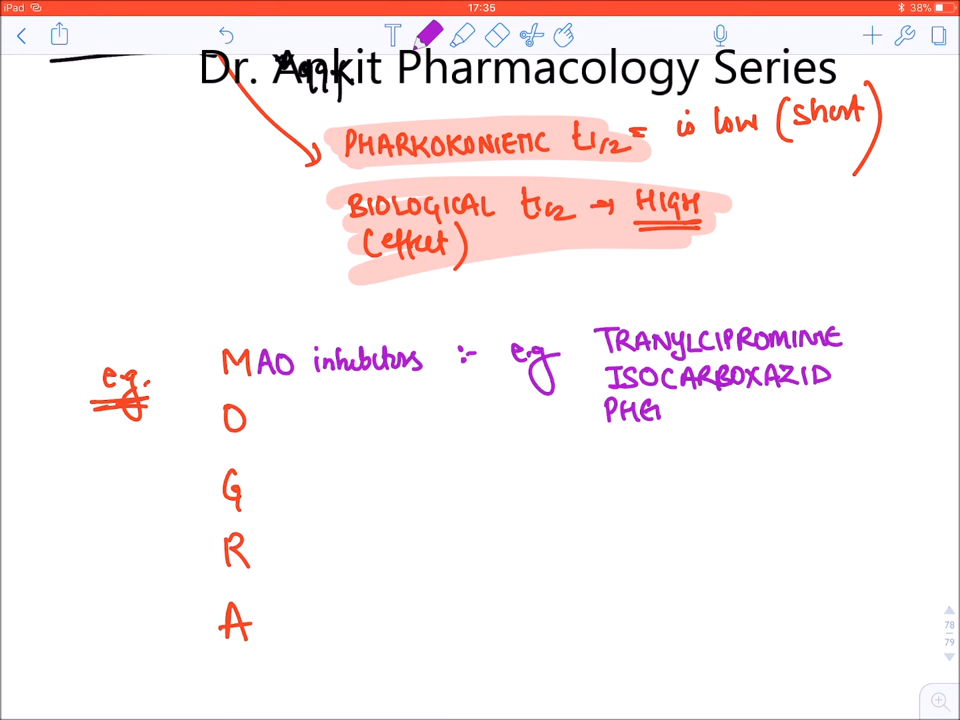 iPad 17:35 38%
T
Dr. Ankit Pharmacology Series
PHARKOKONIETIC t1/2 = is low (short)
BIOLOGICAL t1/2 → HIGH
(effect)
e.g. MAO inhibitors :- e.g TRANYLCIPROMINE
ISOCARBOXAZID
O PHG
G
R
A
78
79